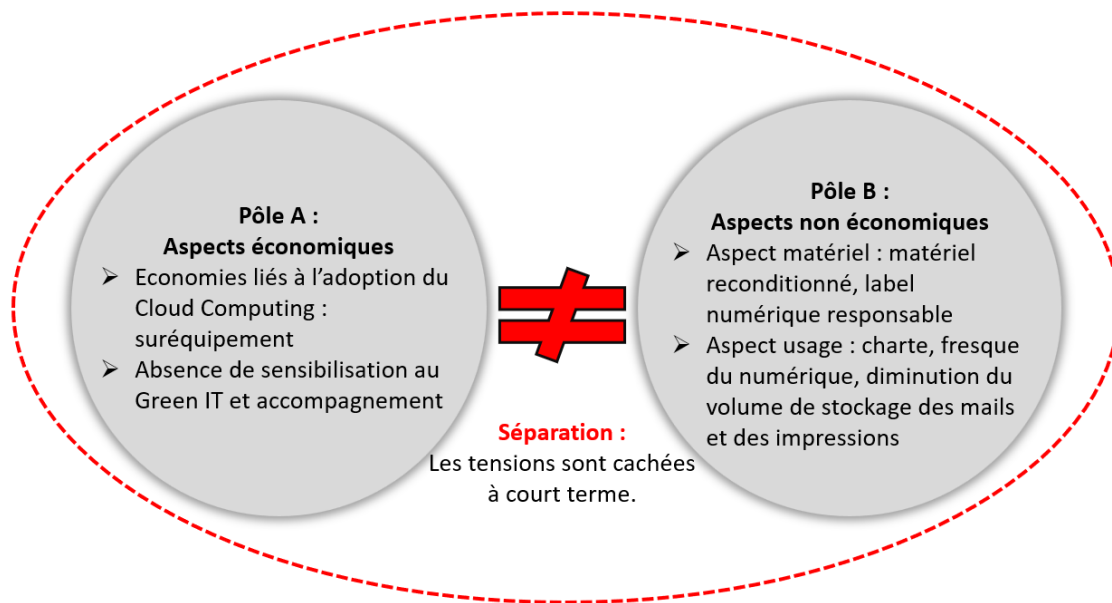 Pôle A :
Aspects économiques
➢ Economies liés à l’adoption du
Cloud Computing :
suréquipement
➢ Absence de sensibilisation au
Green IT et accompagnement
Séparation :
Les tensions sont cachées
à court terme.
Pôle B :
Aspects non économiques
➢ Aspect matériel : matériel
reconditionné, label
numérique responsable
➢ Aspect usage : charte, fresque
du numérique, diminution du
volume de stockage des mails
et des impressions